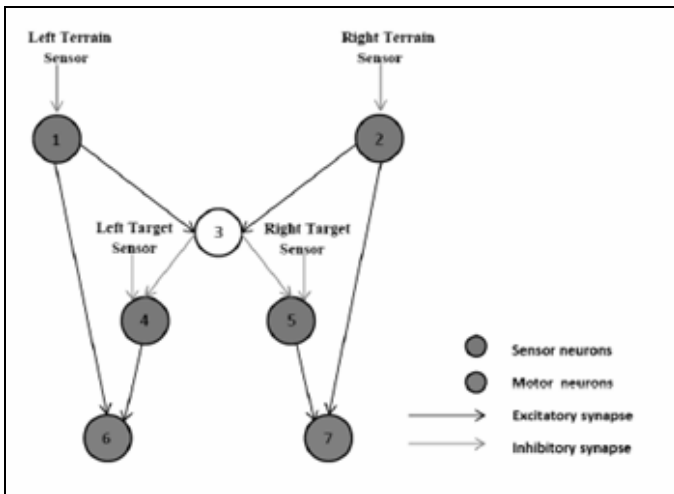 Left Terrain
Sensor
Right Terrain
Sensor
1
2
3
Left Target
Sensor
Right Target
Sensor
4
5
6
7
Sensor neurons
Motor neurons
Excitatory synapse
Inhibitory synapse